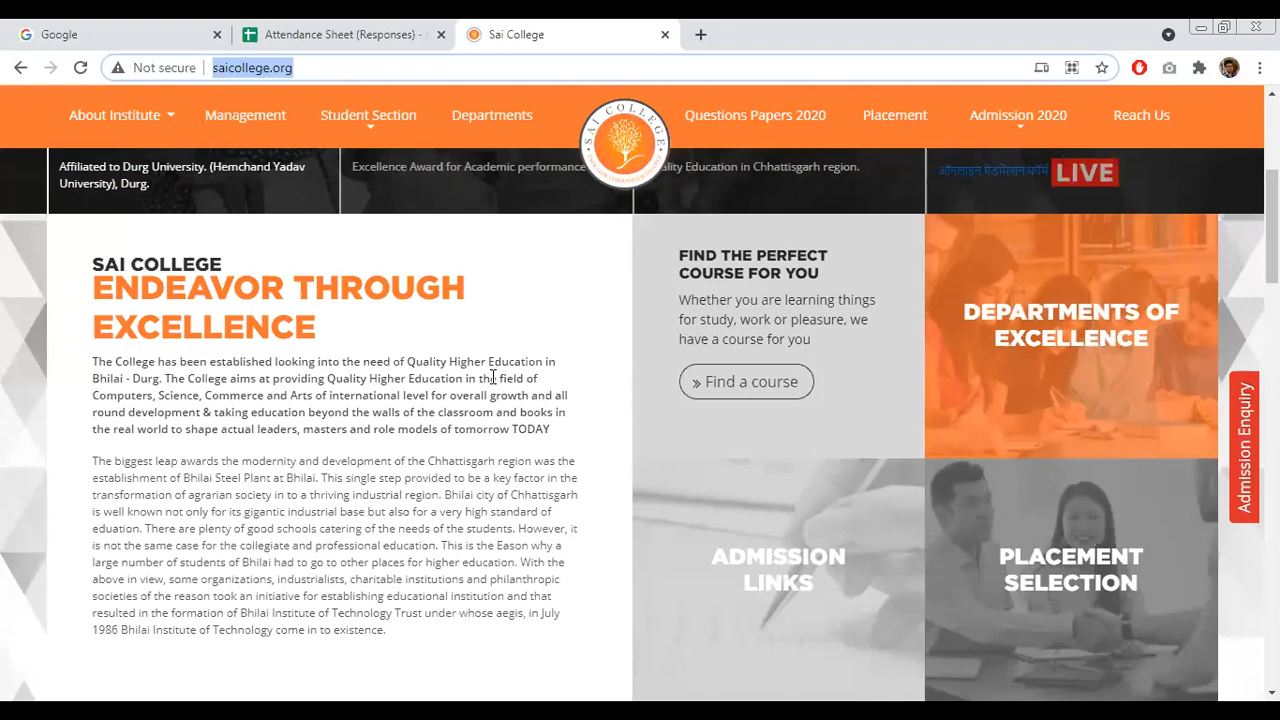 Google
Attendance Sheet (Responses) -
Sai College
Not secure
saicollege.org
About Institute
Management
Student Section
Departments
SAI COLLEGE
Questions Papers 2020
Placement
Admission 2020
Reach Us
Affiliated to Durg University. (Hemchand Yadav
University), Durg.
Excellence Award for Academic performance
Education in Chhattisgarh region.
ऑनलाइन ऐडमिशन फॉर्म LIVE
SAI COLLEGE
ENDEAVOR THROUGH
EXCELLENCE
The College has been established looking into the need of Quality Higher Education in
Bhilai - Durg. The College aims at providing Quality Higher Education in the field of
Computers, Science, Commerce and Arts of international level for overall growth and all
round development & taking education beyond the walls of the classroom and books in
the real world to shape actual leaders, masters and role models of tomorrow TODAY
The biggest leap awards the modernity and development of the Chhattisgarh region was the
establishment of Bhilai Steel Plant at Bhilai. This single step provided to be a key factor in the
transformation of agrarian society in to a thriving industrial region. Bhilai city of Chhattisgarh
is well known not only for its gigantic industrial base but also for a very high standard of
eduation. There are plenty of good schools catering of the needs of the students. However, it
is not the same case for the collegiate and professional education. This is the Eason why a
large number of students of Bhilai had to go to other places for higher education. With the
above in view, some organizations, industrialists, charitable institutions and philanthropic
societies of the reason took an initiative for establishing educational institution and that
resulted in the formation of Bhilai Institute of Technology Trust under whose aegis, in July
1986 Bhilai Institute of Technology come in to existence.
FIND THE PERFECT
COURSE FOR YOU
Whether you are learning things
for study, work or pleasure, we
have a course for you
» Find a course
DEPARTMENTS OF
EXCELLENCE
ADMISSION
LINKS
PLACEMENT
SELECTION
Admission Enquiry